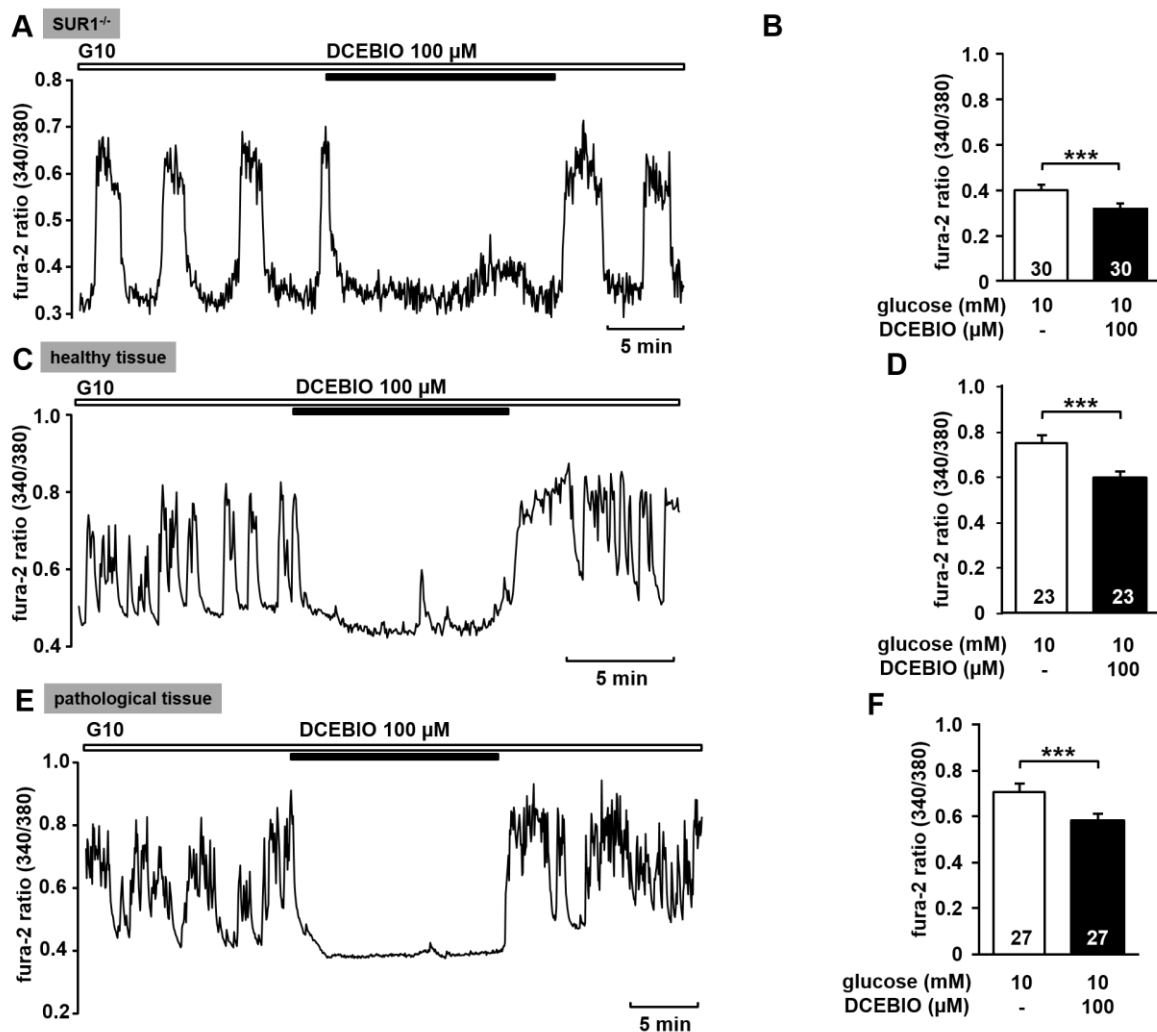 A SUR1-/-
G10 DCEBIO 100 µM
fura-2 ratio (340/380)
0.8
0.7
0.6
0.5
0.4
0.3
5 min
B
fura-2 ratio (340/380)
1.0
0.8
0.6
0.4
0.2
0
***
30 30
glucose (mM) 10 10
DCEBIO (µM) - 100
C healthy tissue
G10 DCEBIO 100 µM
fura-2 ratio (340/380)
1.0
0.8
0.6
0.4
5 min
D
fura-2 ratio (340/380)
1.0
0.8
0.6
0.4
0.2
0
***
23 23
glucose (mM) 10 10
DCEBIO (µM) - 100
E pathological tissue
G10 DCEBIO 100 µM
fura-2 ratio (340/380)
1.0
0.8
0.6
0.4
0.2
5 min
F
fura-2 ratio (340/380)
1.0
0.8
0.6
0.4
0.2
0
***
27 27
glucose (mM) 10 10
DCEBIO (µM) - 100